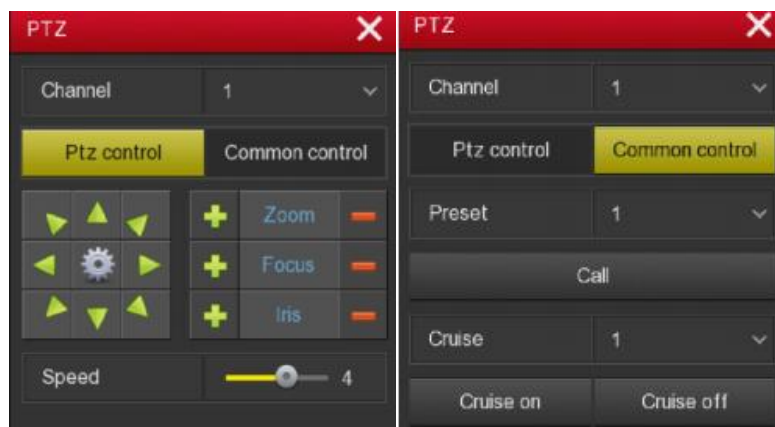 PTZ
Channel 1
Ptz control Common control
Zoom
Focus
Iris
Speed 4
PTZ
Channel 1
Ptz control Common control
Preset 1
Call
Cruise 1
Cruise on Cruise off